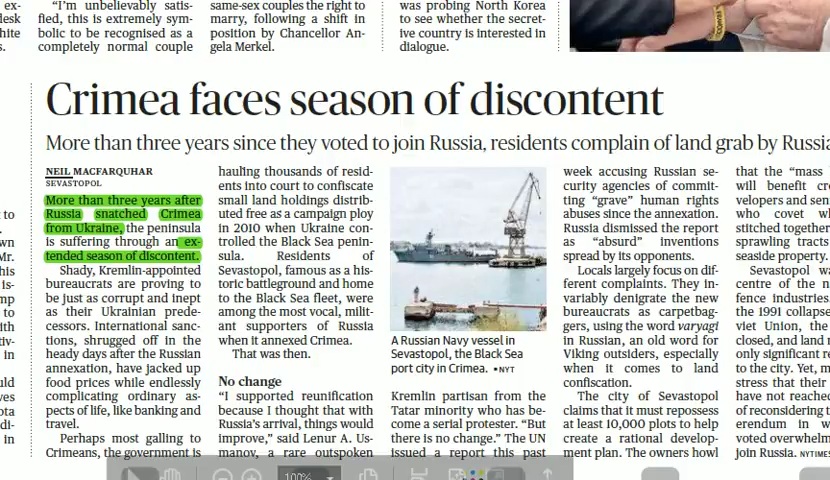 "I'm unbelievably satis-
fied, this is extremely sym-
bolic to be recognised as a
completely normal couple
same-sex couples the right to
marry, following a shift in
position by Chancellor An-
gela Merkel.
was probing North Korea
to see whether the secret-
ive country is interested in
dialogue.
Crimea faces season of discontent
More than three years since they voted to join Russia, residents complain of land grab by Russia
NEIL MACFARQUHAR
SEVASTOPOL
More than three years after
Russia snatched Crimea
from Ukraine, the peninsula
is suffering through an ex-
tended season of discontent.
Shady, Kremlin-appointed
bureaucrats are proving to
be just as corrupt and inept
as their Ukrainian prede-
cessors. International sanc-
tions, shrugged off in the
heady days after the Russian
annexation, have jacked up
food prices while endlessly
complicating ordinary as-
pects of life, like banking and
travel.
Perhaps most galling to
Crimeans, the government is
hauling thousands of resid-
ents into court to confiscate
small land holdings distrib-
uted free as a campaign ploy
in 2010 when Ukraine con-
trolled the Black Sea penin-
sula. Residents of
Sevastopol, famous as a his-
toric battleground and home
to the Black Sea fleet, were
among the most vocal, milit-
ant supporters of Russia
when it annexed Crimea.
That was then.
No change
"I supported reunification
because I thought that with
Russia's arrival, things would
improve," said Lenur A. Us-
manov, a rare outspoken
A Russian Navy vessel in
Sevastopol, the Black Sea
port city in Crimea. •NYT
Kremlin partisan from the
Tatar minority who has be-
come a serial protester. "But
there is no change." The UN
issued a report this past
week accusing Russian se-
curity agencies of commit-
ting "grave" human rights
abuses since the annexation.
Russia dismissed the report
as "absurd" inventions
spread by its opponents.
Locals largely focus on dif-
ferent complaints. They in-
variably denigrate the new
bureaucrats as carpetbag-
gers, using the word varyagi
in Russian, an old word for
Viking outsiders, especially
when it comes to land
confiscation.
The city of Sevastopol
claims that it must repossess
at least 10,000 plots to help
create a rational develop-
ment plan. The owners howl
that the "mass
will benefit cr
velopers and sen
who covet wh
stitched together
sprawling tracts
seaside property.
Sevastopol wa
centre of the n
fence industries.
the 1991 collapse
viet Union, the
closed, and land r
only significant re
to the city. Yet, m
stress that their
have not reached
of reconsidering t
erendum in w
voted overwhelm
join Russia. NYTIMES
100%